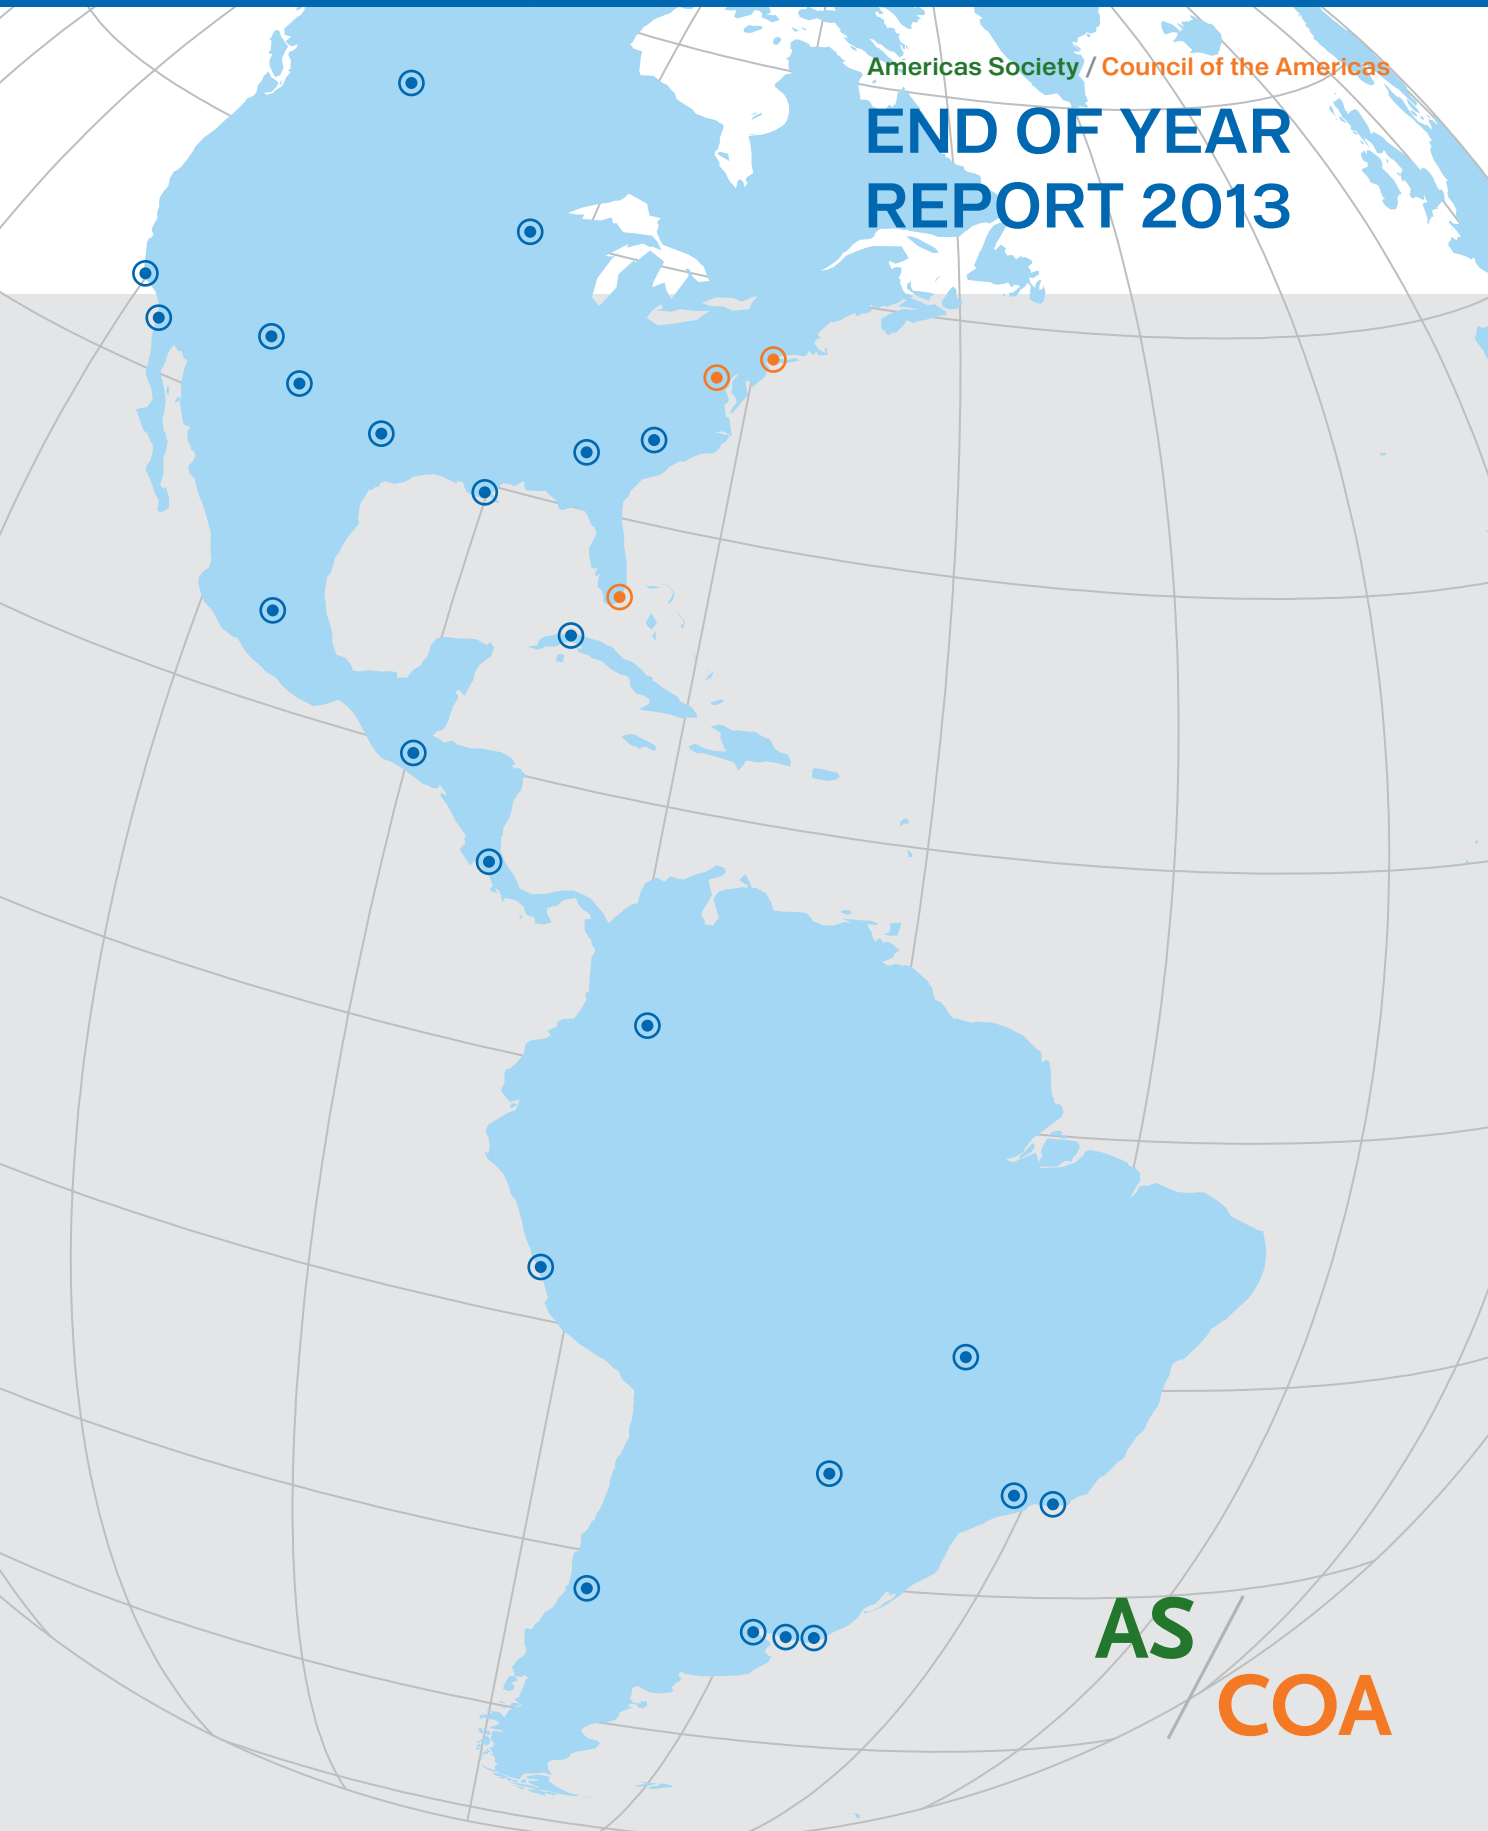 Americas Society / Council of the Americas
END OF YEAR
REPORT 2013
AS
COA